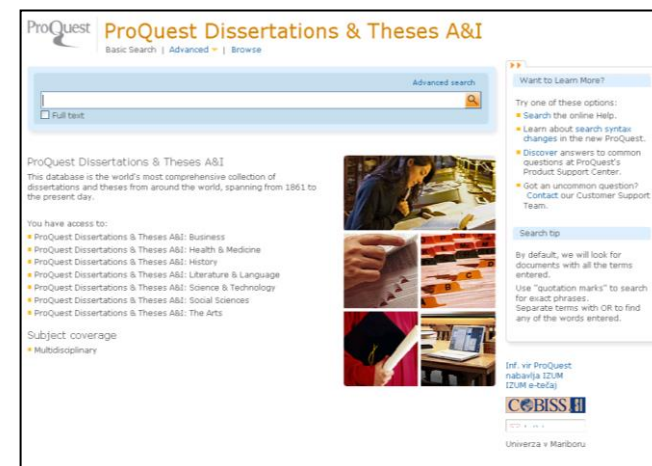 ProQuest
ProQuest Dissertations & Theses A&I
Basic Search | Advanced | Browse
Advanced search
Full text
ProQuest Dissertations & Theses A&I
This database is the world's most comprehensive collection of
dissertations and theses from around the world, spanning from 1861 to
the present day.
You have access to:
ProQuest Dissertations & Theses A&I: Business
ProQuest Dissertations & Theses A&I: Health & Medicine
ProQuest Dissertations & Theses A&I: History
ProQuest Dissertations & Theses A&I: Literature & Language
ProQuest Dissertations & Theses A&I: Science & Technology
ProQuest Dissertations & Theses A&I: Social Sciences
ProQuest Dissertations & Theses A&I: The Arts
Subject coverage
Multidisciplinary
Want to Learn More?
Try one of these options:
Search the online Help.
Learn about search syntax
changes in the new ProQuest.
Discover answers to common
questions at ProQuest's
Product Support Center.
Got an uncommon question?
Contact our Customer Support
Team.
Search tip
By default, we will look for
documents with all the terms
entered.
Use "quotation marks" to search
for exact phrases.
Separate terms with OR to find
any of the words entered.
Inf. vir ProQuest
nabavlja IZUM
IZUM e-tečaj
COBISS
Univerza v Mariboru